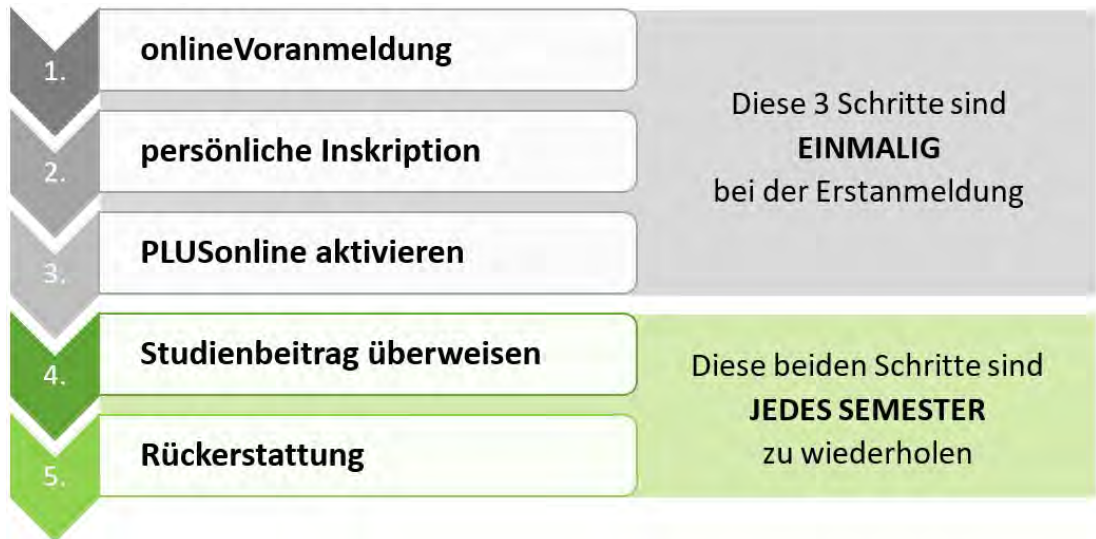 1.
onlineVoranmeldung
2.
persönliche Inskription
3.
PLUSonline aktivieren
Diese 3 Schritte sind
EINMALIG
bei der Erstanmeldung
4.
Studienbeitrag überweisen
5.
Rückerstattung
Diese beiden Schritte sind
JEDES SEMESTER
zu wiederholen